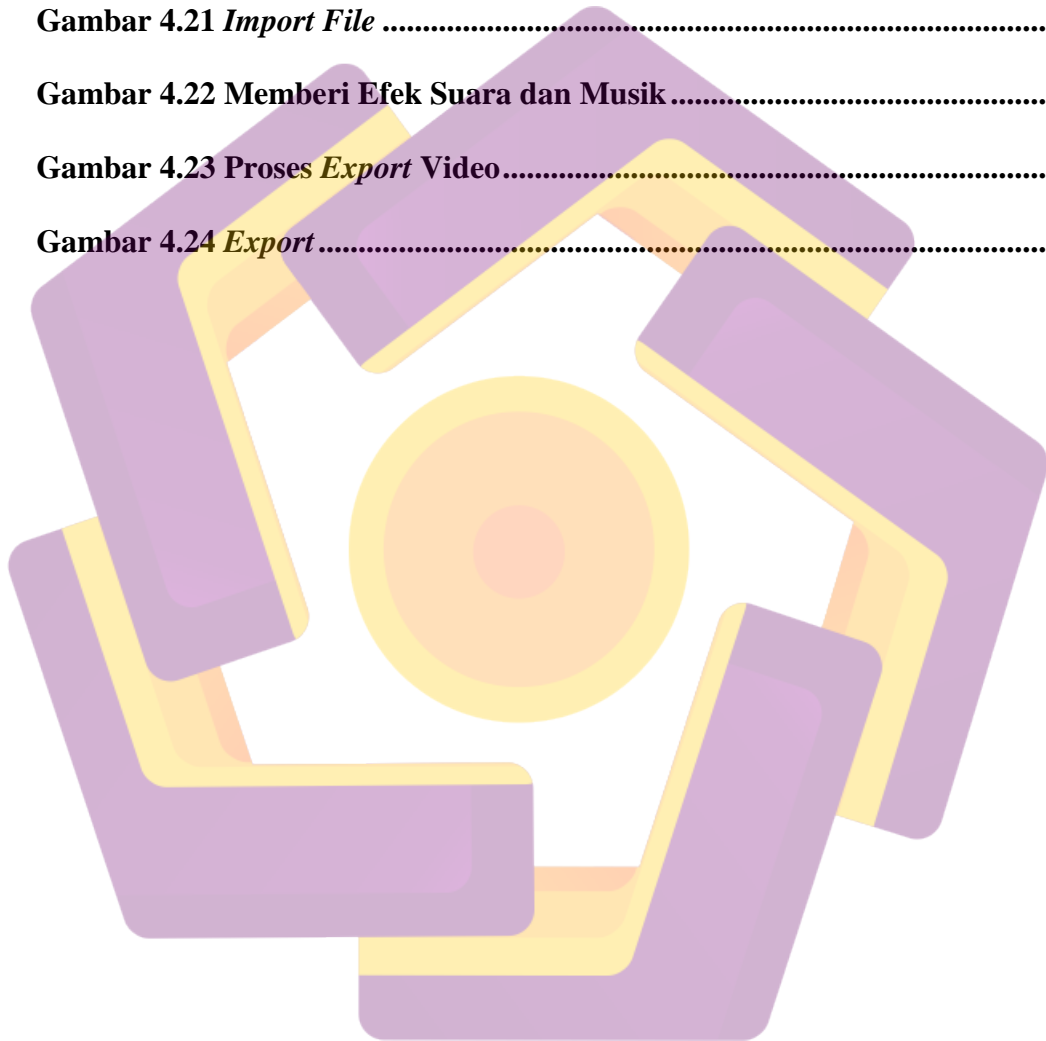 Gambar 4.21 Import File ........................................................................................
Gambar 4.22 Memberi Efek Suara dan Musik ..................................................
Gambar 4.23 Proses Export Video.........................................................................
Gambar 4.24 Export .................................................................................................